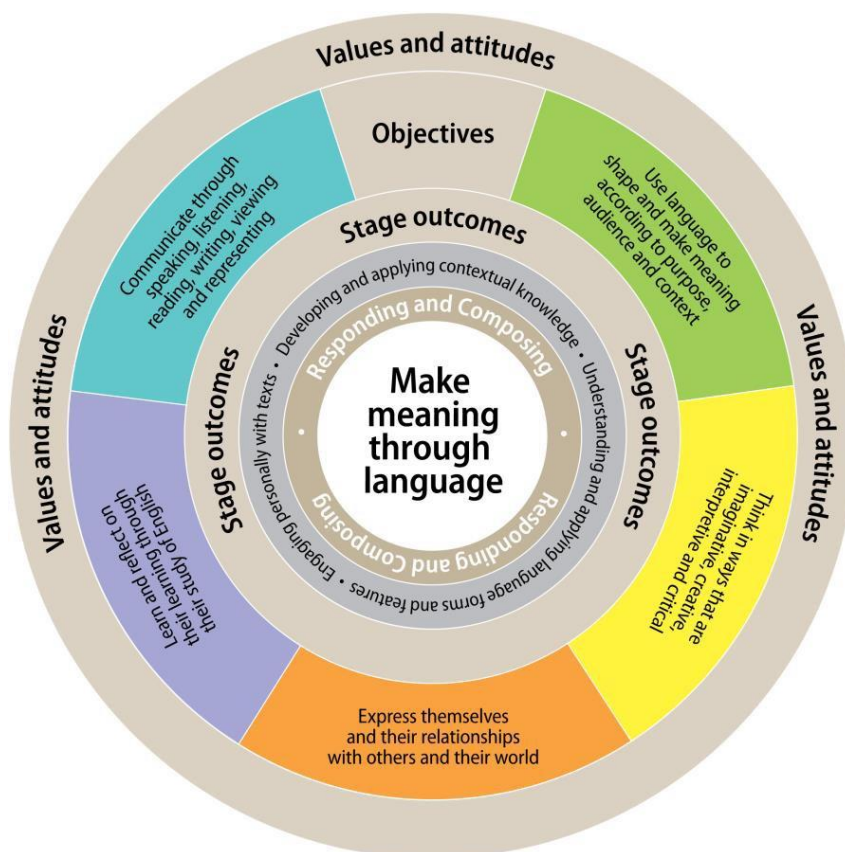 Values and attitudes
Objectives
Communicate through
speaking, listening,
reading, writing, viewing
and representing
Use language to
shape and make meaning
according to purpose,
audience and context
Stage outcomes
• Developing and applying contextual knowledge
• Understanding and applying language forms and features
• Engaging personally with texts
Responding and Composing
•
Make
meaning
through
language
•
Responding and Composing
Stage outcomes
Stage outcomes
Values and attitudes
Values and attitudes
Learn and reflect on
their learning through
their study of English
Think in ways that are
imaginative, creative,
interpretive and critical
Express themselves
and their relationships
with others and their world